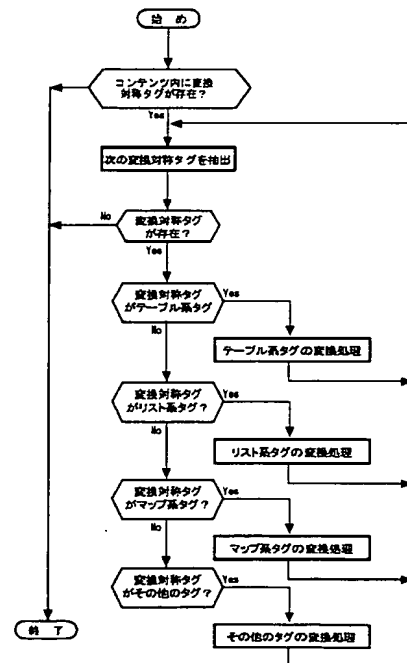 始 め
コンテンツ内に変換
対称タグが存在?
Yes
次の変換対称タグを抽出
変換対称タグ
が存在?
No
Yes
変換対称タグ
がテーブル系タグ
Yes
No
テーブル系タグの変換処理
変換対称タグ
がリスト系タグ?
Yes
No
リスト系タグの変換処理
変換対称タグ
がマップ系タグ?
Yes
No
マップ系タグの変換処理
変換対称タグ
がその他のタグ?
Yes
その他のタグの変換処理
終 了